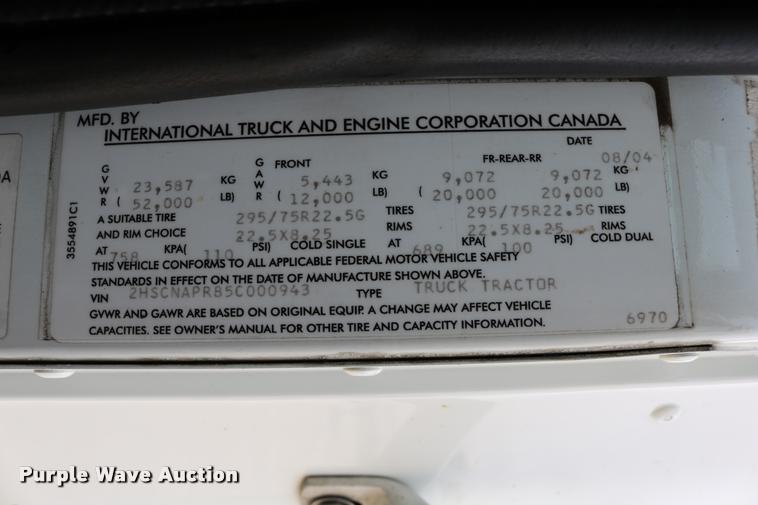 MFD. BY
INTERNATIONAL TRUCK AND ENGINE CORPORATION CANADA
DATE
08/04
GVWR 23,587 KG GAWR FRONT 5,443 KG FR-REAR-RR 9,072 9,072 KG
( 52,000 LB) ( 12,000 LB) ( 20,000 20,000 LB)
A SUITABLE TIRE 295/75R22.5G TIRES 295/75R22.5G TIRES
AND RIM CHOICE 22.5X8.25 RIMS 22.5X8.25 RIMS
AT 758 KPA( 110 PSI) COLD SINGLE AT 689 KPA( 100 PSI) COLD DUAL
THIS VEHICLE CONFORMS TO ALL APPLICABLE FEDERAL MOTOR VEHICLE SAFETY
STANDARDS IN EFFECT ON THE DATE OF MANUFACTURE SHOWN ABOVE.
VIN 2HSCNAPR85C000943 TYPE TRUCK TRACTOR
GVWR AND GAWR ARE BASED ON ORIGINAL EQUIP. A CHANGE MAY AFFECT VEHICLE
CAPACITIES. SEE OWNER'S MANUAL FOR OTHER TIRE AND CAPACITY INFORMATION.
6970
3554891C1
Purple Wave Auction